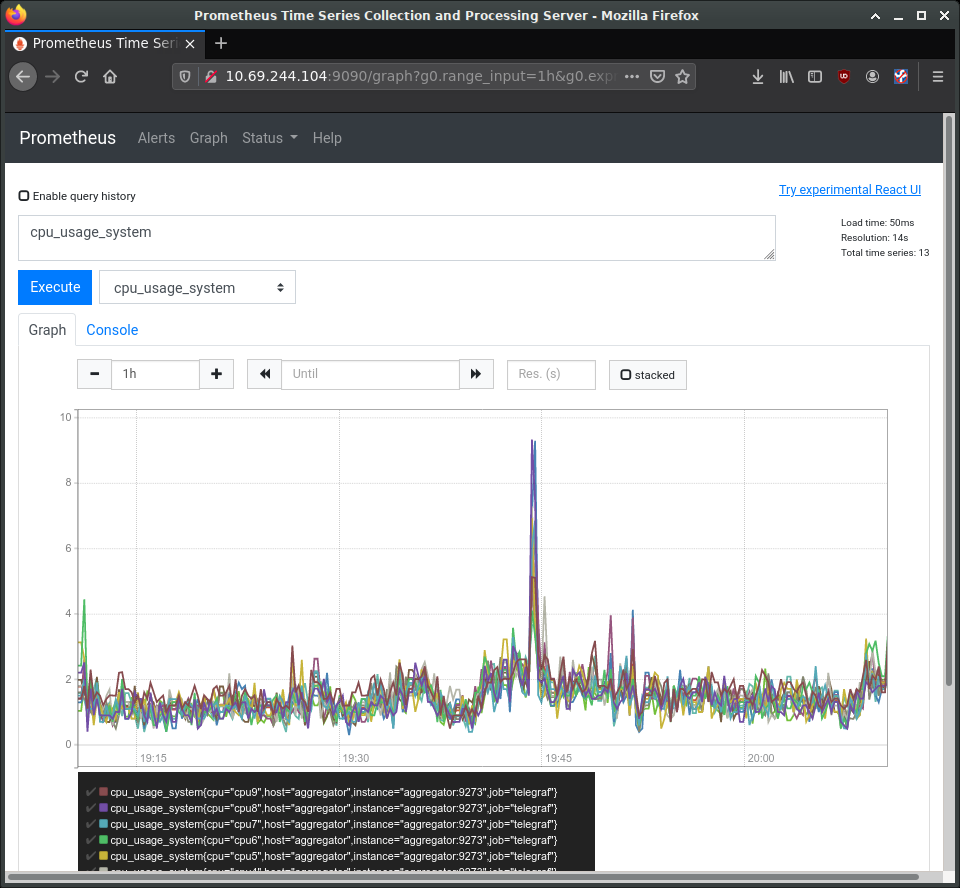 Prometheus Time Series Collection and Processing Server - Mozilla Firefox
Prometheus Time Seri
10.69.244.104:9090/graph?g0.range_input=1h&g0.exp
Prometheus Alerts Graph Status Help
Try experimental React UI
Enable query history
cpu_usage_system
Load time: 50ms
Resolution: 14s
Total time series: 13
Execute cpu_usage_system
Graph Console
1h Until Res. (s) stacked
10
8
6
4
2
0
19:15 19:30 19:45 20:00
cpu_usage_system{cpu="cpu9",host="aggregator",instance="aggregator:9273",job="telegraf"}
cpu_usage_system{cpu="cpu8",host="aggregator",instance="aggregator:9273",job="telegraf"}
cpu_usage_system{cpu="cpu7",host="aggregator",instance="aggregator:9273",job="telegraf"}
cpu_usage_system{cpu="cpu6",host="aggregator",instance="aggregator:9273",job="telegraf"}
cpu_usage_system{cpu="cpu5",host="aggregator",instance="aggregator:9273",job="telegraf"}